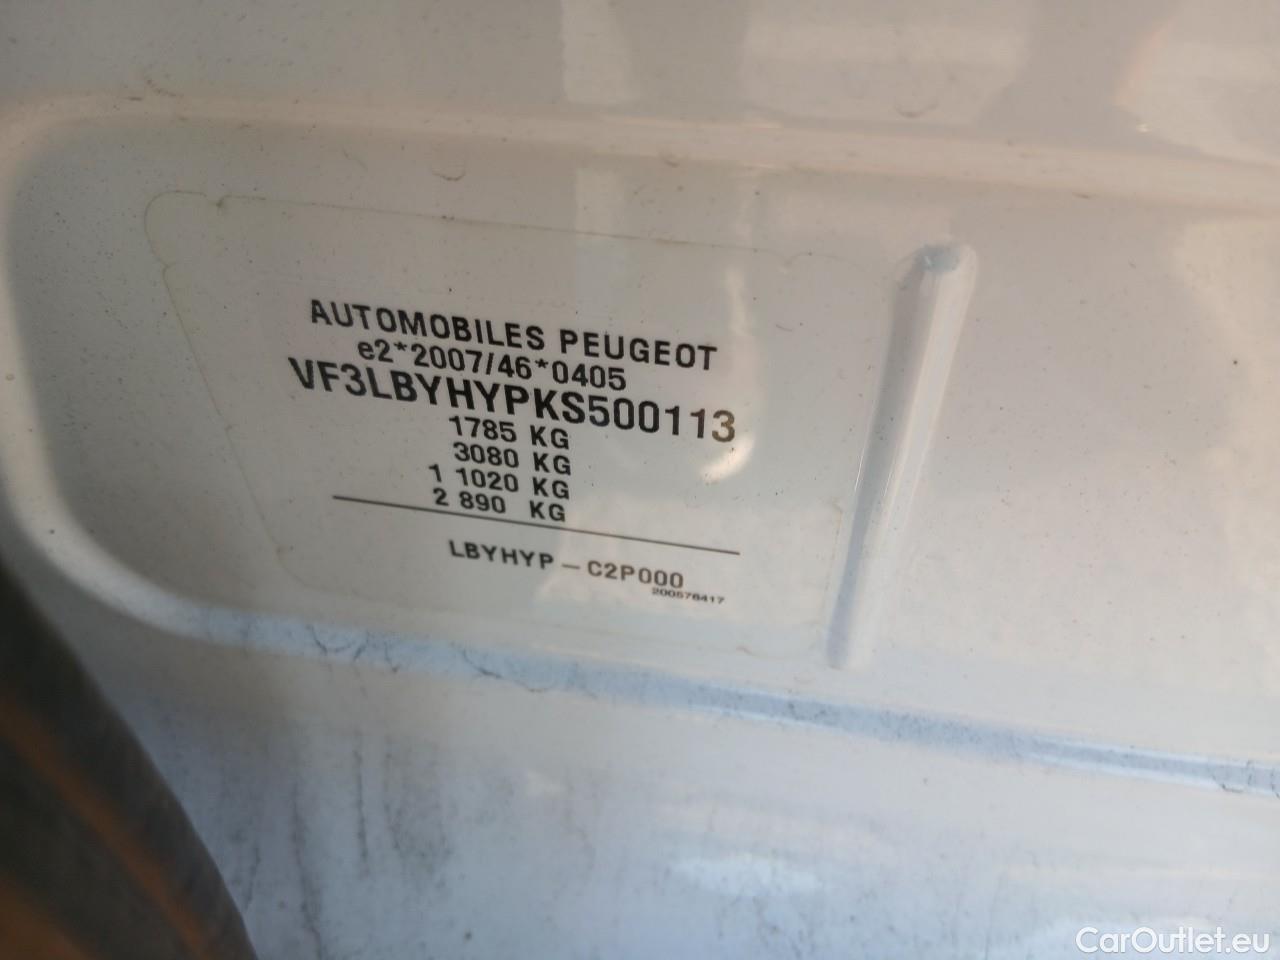 AUTOMOBILES PEUGEOT
e2*2007/46*0405
VF3LBYHYPKS500113
1785 KG
3080 KG
1 1020 KG
2 890 KG
LBYHYP – C2P000
200578417
CarOutlet.eu